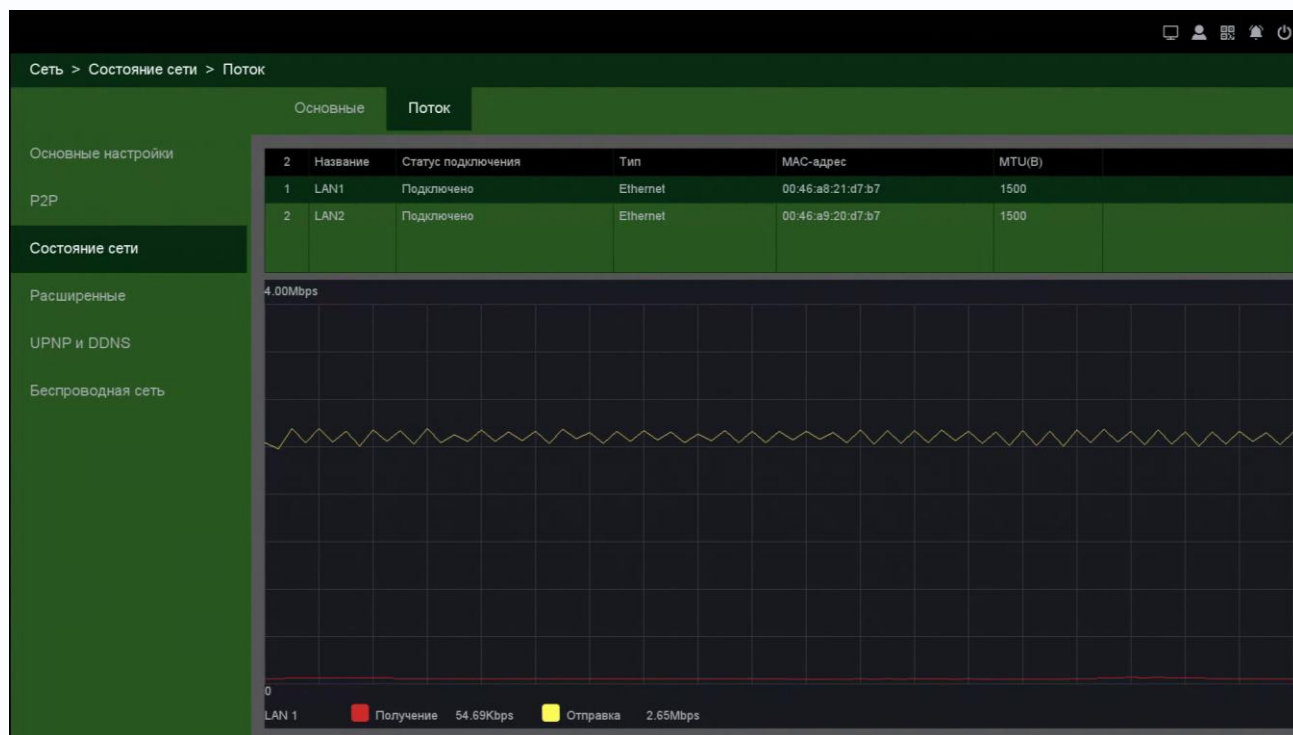 Сеть > Состояние сети > Поток
Основные Поток
Основные настройки
P2P
Состояние сети
Расширенные
UPNP и DDNS
Беспроводная сеть
2 Название Статус подключения Тип MAC-адрес MTU(B)
1 LAN1 Подключено Ethernet 00:46:a8:21:d7:b7 1500
2 LAN2 Подключено Ethernet 00:46:a9:20:d7:b7 1500
4.00Mbps
0
LAN 1 Получение 54.69Kbps Отправка 2.65Mbps